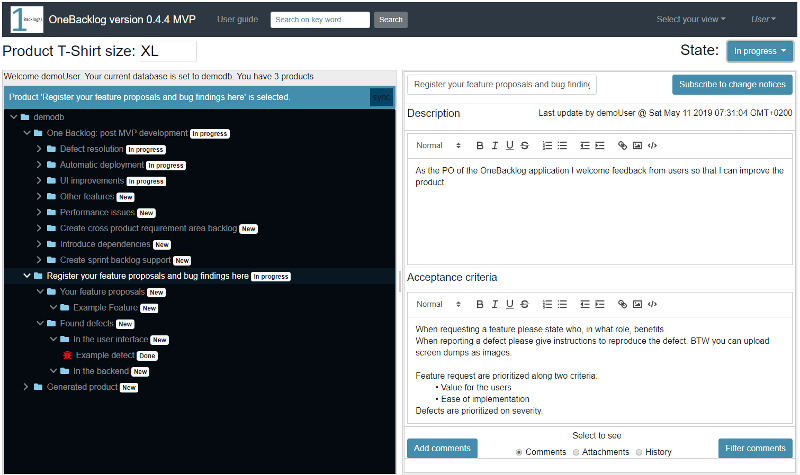 1 Backlog
OneBacklog version 0.4.4 MVP
User guide
Search on key word
Search
Select your view
User
Product T-Shirt size: XL
State: In progress
Welcome demoUser. Your current database is set to demodb. You have 3 products
Product 'Register your feature proposals and bug findings here' is selected.
sync
demodb
One Backlog: post MVP development In progress
Defect resolution In progress
Automatic deployment In progress
UI improvements In progress
Other features New
Performance issues New
Create cross product requirement area backlog New
Introduce dependencies New
Create sprint backlog support New
Register your feature proposals and bug findings here In progress
Your feature proposals New
Example Feature New
Found defects New
In the user interface New
Example defect Done
In the backend New
Generated product New
Register your feature proposals and bug finding
Subscribe to change notices
Description
Last update by demoUser @ Sat May 11 2019 07:31:04 GMT+0200
Normal B I U S
As the PO of the OneBacklog application I welcome feedback from users so that I can improve the
product.
Acceptance criteria
Normal B I U S
When requesting a feature please state who, in what role, benefits
When reporting a defect please give instructions to reproduce the defect. BTW you can upload
screen dumps as images.
Feature request are prioritized along two criteria:
• Value for the users
• Ease of implementation
Defects are prioritized on severity.
Select to see
Add comments
Comments Attachments History
Filter comments